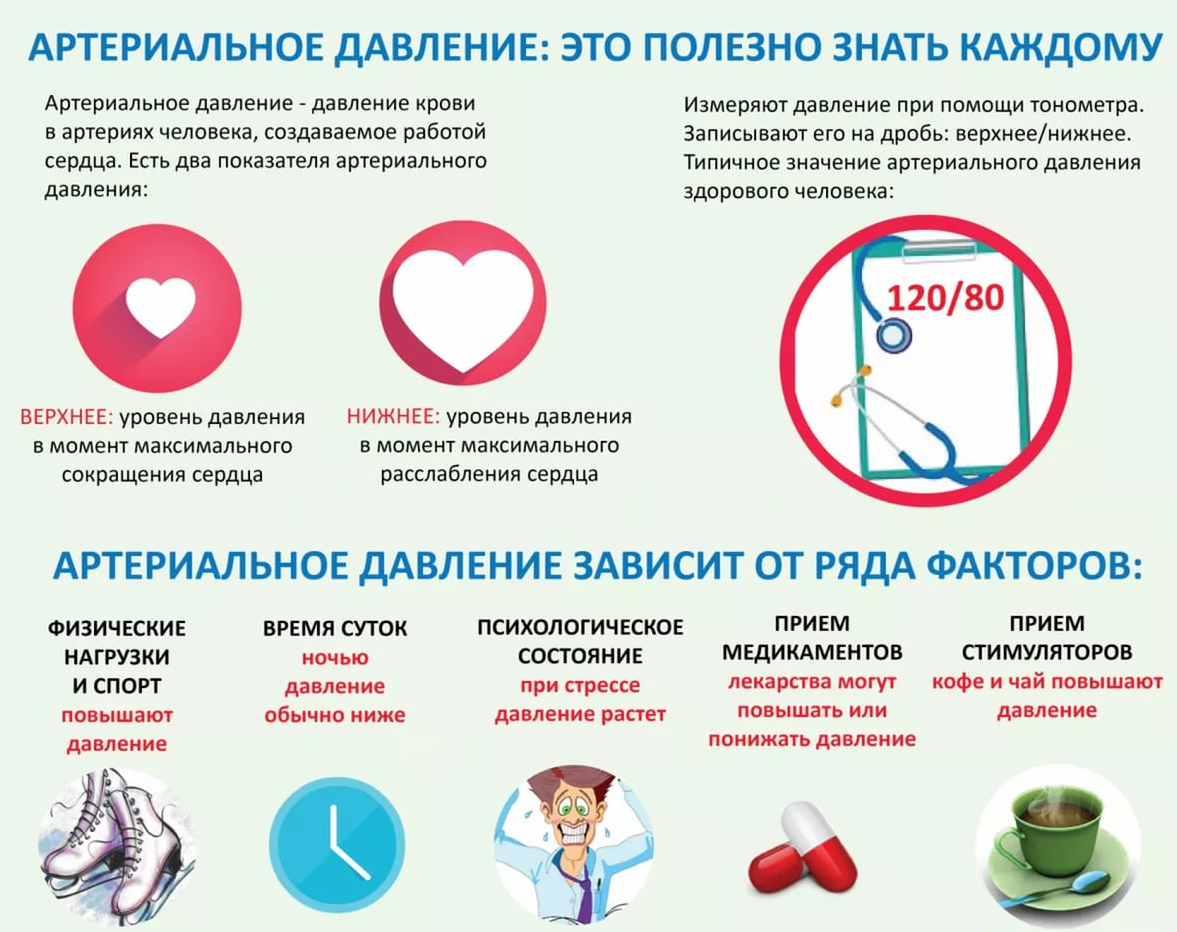 АРТЕРИАЛЬНОЕ ДАВЛЕНИЕ: ЭТО ПОЛЕЗНО ЗНАТЬ КАЖДОМУ
Артериальное давление - давление крови
в артериях человека, создаваемое работой
сердца. Есть два показателя артериального
давления:
ВЕРХНЕЕ: уровень давления
в момент максимального
сокращения сердца
НИЖНЕЕ: уровень давления
в момент максимального
расслабления сердца
Измеряют давление при помощи тонометра.
Записывают его на дробь: верхнее/нижнее.
Типичное значение артериального давления
здорового человека:
120/80
АРТЕРИАЛЬНОЕ ДАВЛЕНИЕ ЗАВИСИТ ОТ РЯДА ФАКТОРОВ:
ФИЗИЧЕСКИЕ
НАГРУЗКИ
И СПОРТ
повышают
давление
ВРЕМЯ СУТОК
ночью
давление
обычно ниже
ПСИХОЛОГИЧЕСКОЕ
СОСТОЯНИЕ
при стрессе
давление растет
ПРИЕМ
МЕДИКАМЕНТОВ
лекарства могут
повышать или
понижать давление
ПРИЕМ
СТИМУЛЯТОРОВ
кофе и чай повышают
давление